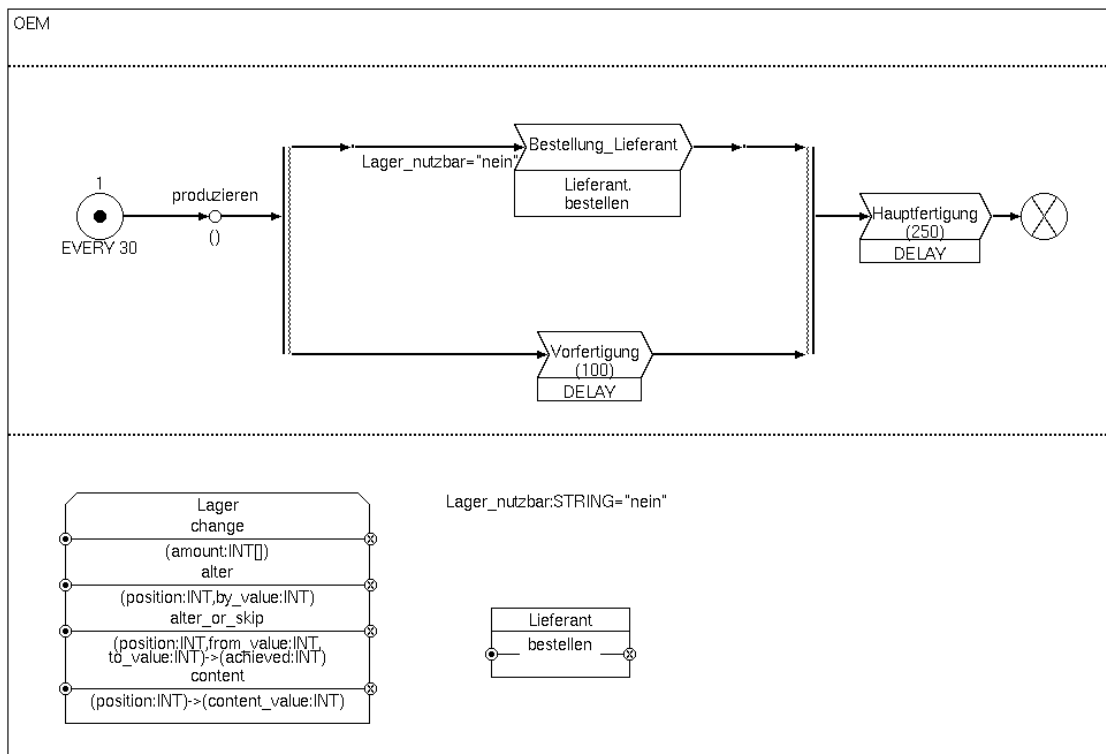 OEM
1
produzieren
()
EVERY 30
Lager_nutzbar="nein"
Bestellung_Lieferant
Lieferant.
bestellen
Vorfertigung
(100)
DELAY
Hauptfertigung
(250)
DELAY
Lager
change
(amount:INT[])
alter
(position:INT,by_value:INT)
alter_or_skip
(position:INT,from_value:INT,
to_value:INT)->(achieved:INT)
content
(position:INT)->(content_value:INT)
Lager_nutzbar:STRING="nein"
Lieferant
bestellen